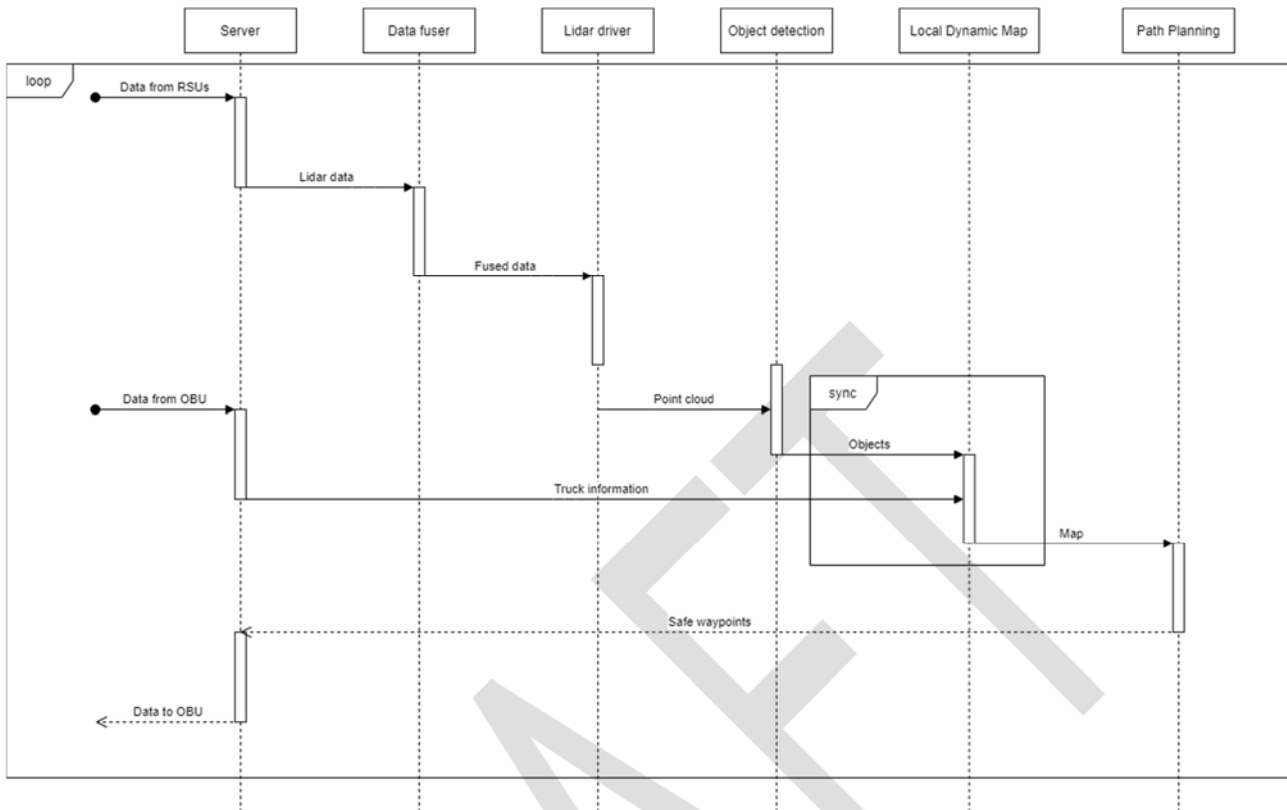 Server
Data fuser
Lidar driver
Object detection
Local Dynamic Map
Path Planning
loop
Data from RSUs
Lidar data
Fused data
sync
Data from OBU
Point cloud
Objects
Truck information
Map
Safe waypoints
Data to OBU